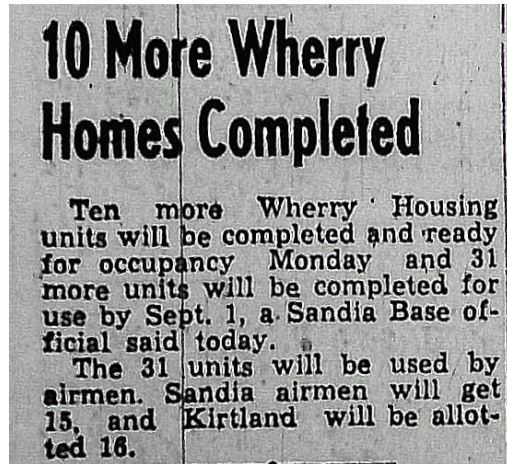 10 More Wherry
Homes Completed
Ten more Wherry Housing
units will be completed and ready
for occupancy Monday and 31
more units will be completed for
use by Sept. 1, a Sandia Base of-
ficial said today.
The 31 units will be used by
airmen. Sandia airmen will get
15, and Kirtland will be allot-
ted 16.